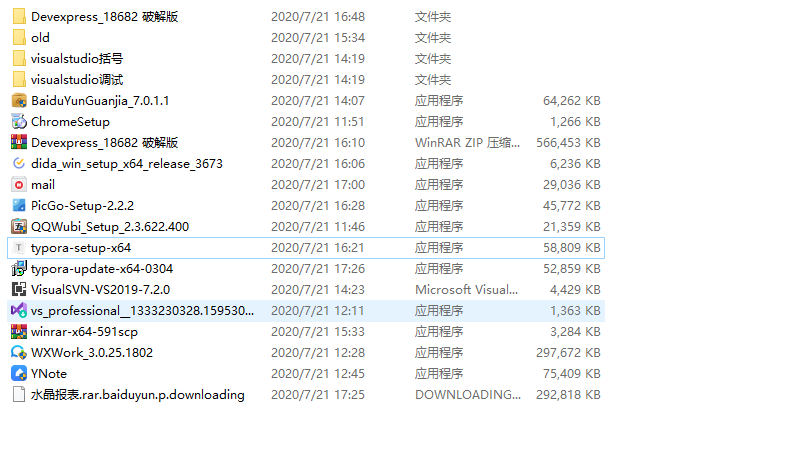 Devexpress_18682 破解版 2020/7/21 16:48 文件夹
old 2020/7/21 15:34 文件夹
visualstudio括号 2020/7/21 14:19 文件夹
visualstudio调试 2020/7/21 14:19 文件夹
BaiduYunGuanjia_7.0.1.1 2020/7/21 14:07 应用程序 64,262 KB
ChromeSetup 2020/7/21 11:51 应用程序 1,266 KB
Devexpress_18682 破解版 2020/7/21 16:10 WinRAR ZIP 压缩... 566,453 KB
dida_win_setup_x64_release_3673 2020/7/21 16:06 应用程序 6,236 KB
mail 2020/7/21 17:00 应用程序 29,036 KB
PicGo-Setup-2.2.2 2020/7/21 16:28 应用程序 45,772 KB
QQWubi_Setup_2.3.622.400 2020/7/21 11:46 应用程序 21,359 KB
typora-setup-x64 2020/7/21 16:21 应用程序 58,809 KB
typora-update-x64-0304 2020/7/21 17:26 应用程序 52,859 KB
VisualSVN-VS2019-7.2.0 2020/7/21 14:23 Microsoft Visual... 4,429 KB
vs_professional__1333230328.159530... 2020/7/21 12:11 应用程序 1,363 KB
winrar-x64-591scp 2020/7/21 15:33 应用程序 3,284 KB
WXWork_3.0.25.1802 2020/7/21 12:28 应用程序 297,672 KB
YNote 2020/7/21 12:45 应用程序 75,409 KB
水晶报表.rar.baiduyun.p.downloading 2020/7/21 17:25 DOWNLOADING... 292,818 KB